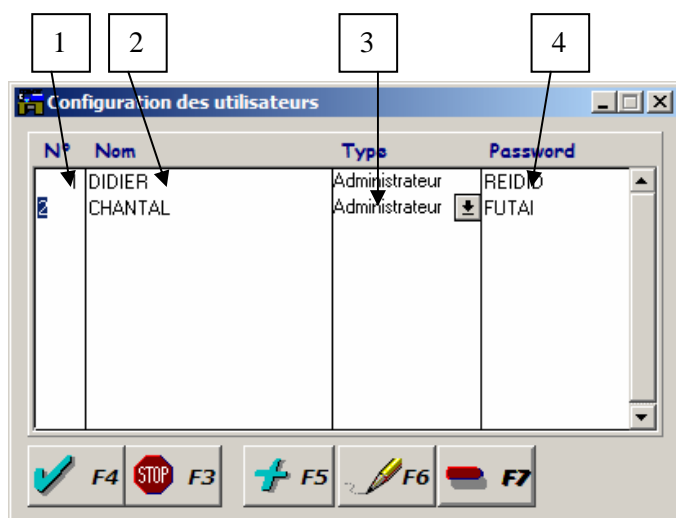 1 2 3 4
Configuration des utilisateurs
N° Nom Type Password
1 DIDIER Administrateur REIDID
2 CHANTAL Administrateur FUTAI
F4 STOP F3 F5 F6 F7